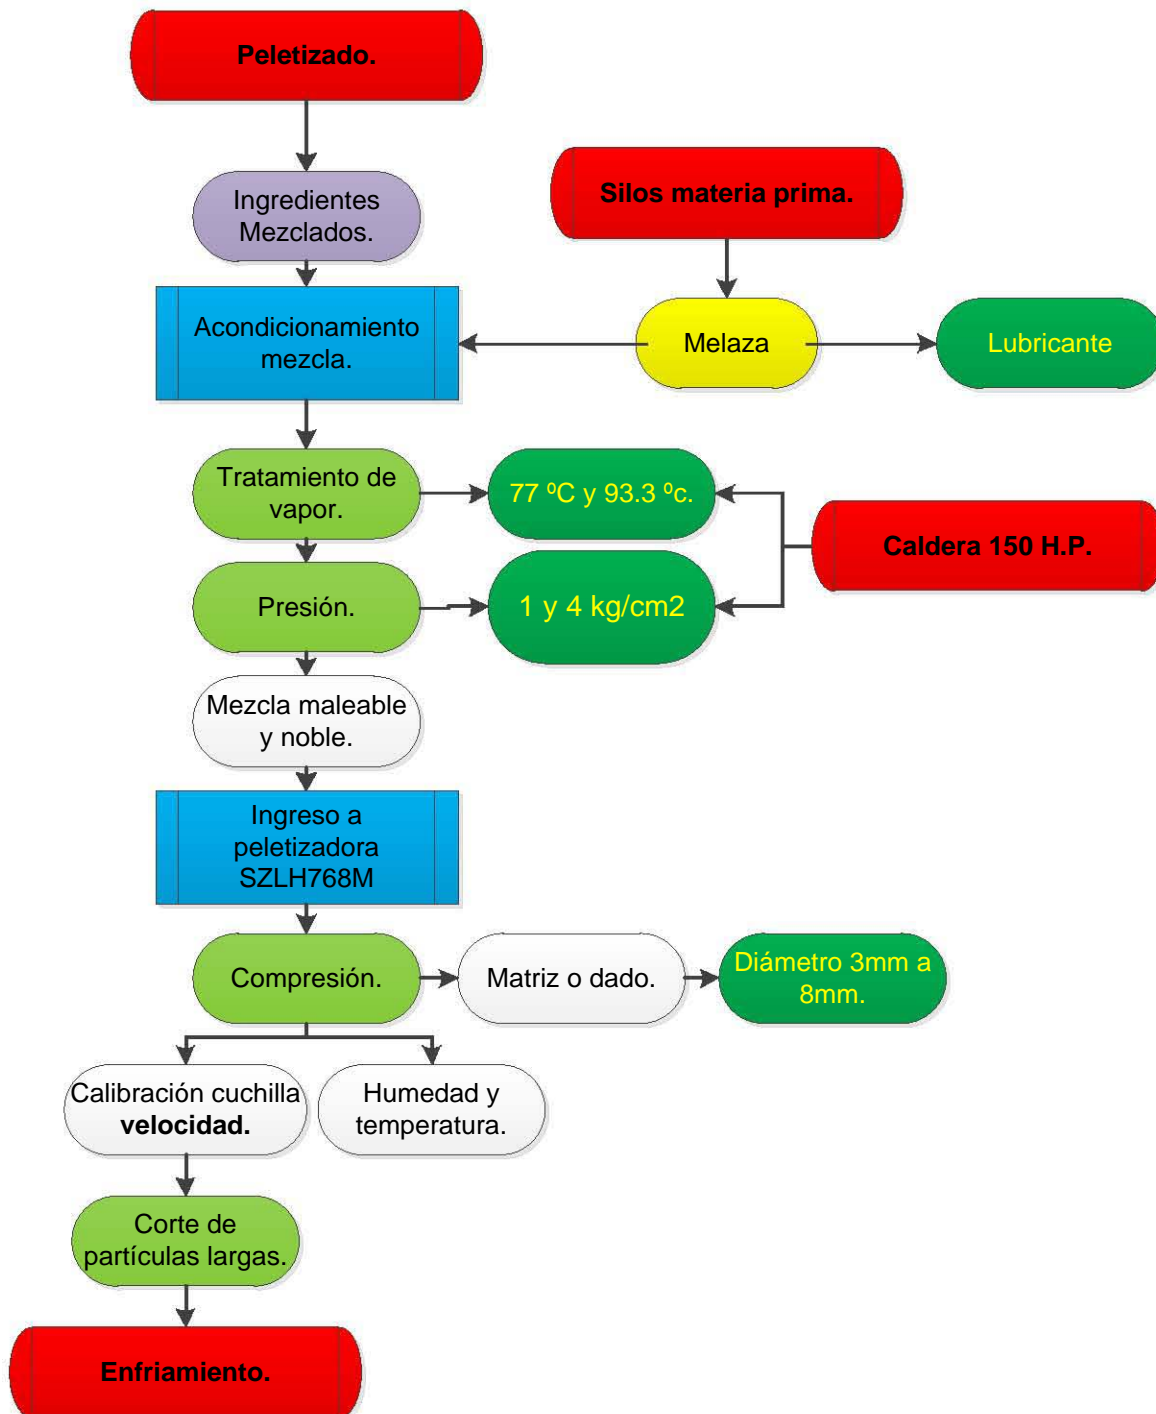 Peletizado.
Ingredientes
Mezclados.
Silos materia prima.
Acondicionamiento
mezcla.
Melaza
Lubricante
Tratamiento de
vapor.
77 ºC y 93.3 ºc.
Caldera 150 H.P.
Presión.
1 y 4 kg/cm2
Mezcla maleable
y noble.
Ingreso a
peletizadora
SZLH768M
Compresión.
Matriz o dado.
Diámetro 3mm a
8mm.
Calibración cuchilla
velocidad.
Humedad y
temperatura.
Corte de
partículas largas.
Enfriamiento.